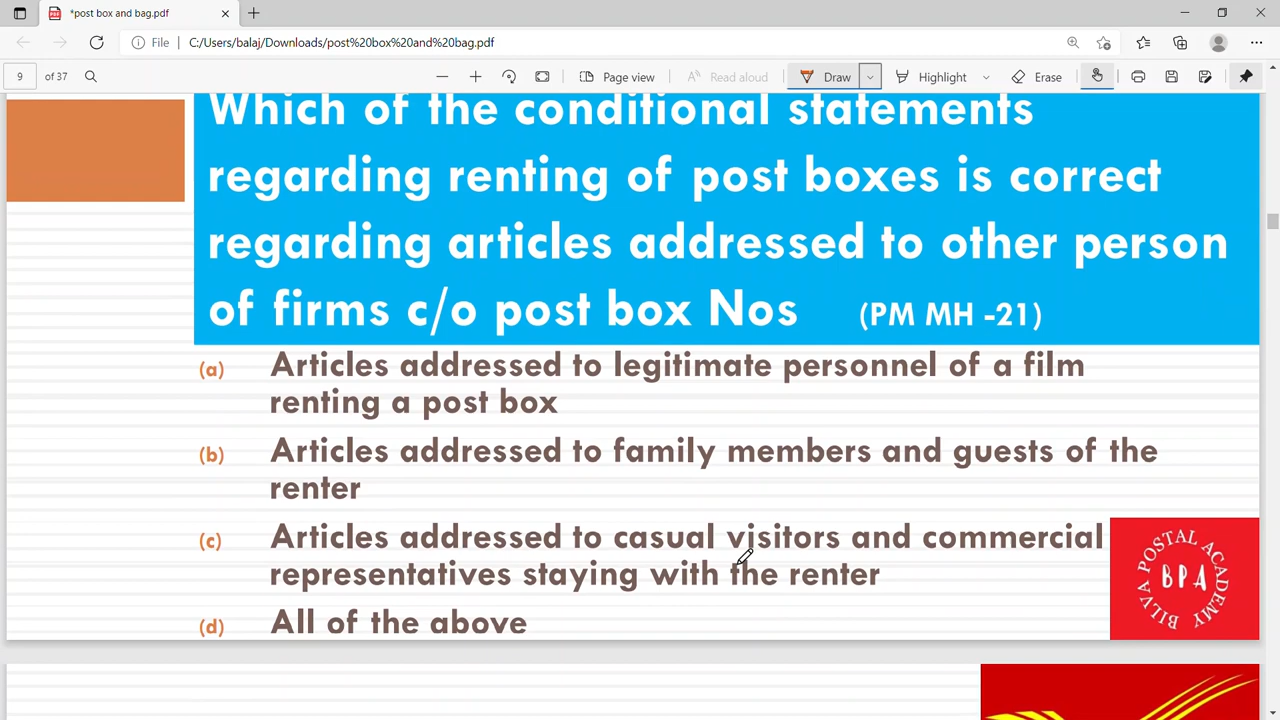 *post box and bag.pdf
File
C:/Users/balaj/Downloads/post%20box%20and%20bag.pdf
9 of 37
Page view
Read aloud
Draw
Highlight
Erase
Which of the conditional statements
regarding renting of post boxes is correct
regarding articles addressed to other person
of firms c/o post box Nos (PM MH -21)
(a) Articles addressed to legitimate personnel of a film
renting a post box
(b) Articles addressed to family members and guests of the
renter
(c) Articles addressed to casual visitors and commercial
representatives staying with the renter
(d) All of the above
BILVA POSTAL ACADEMY
BPA